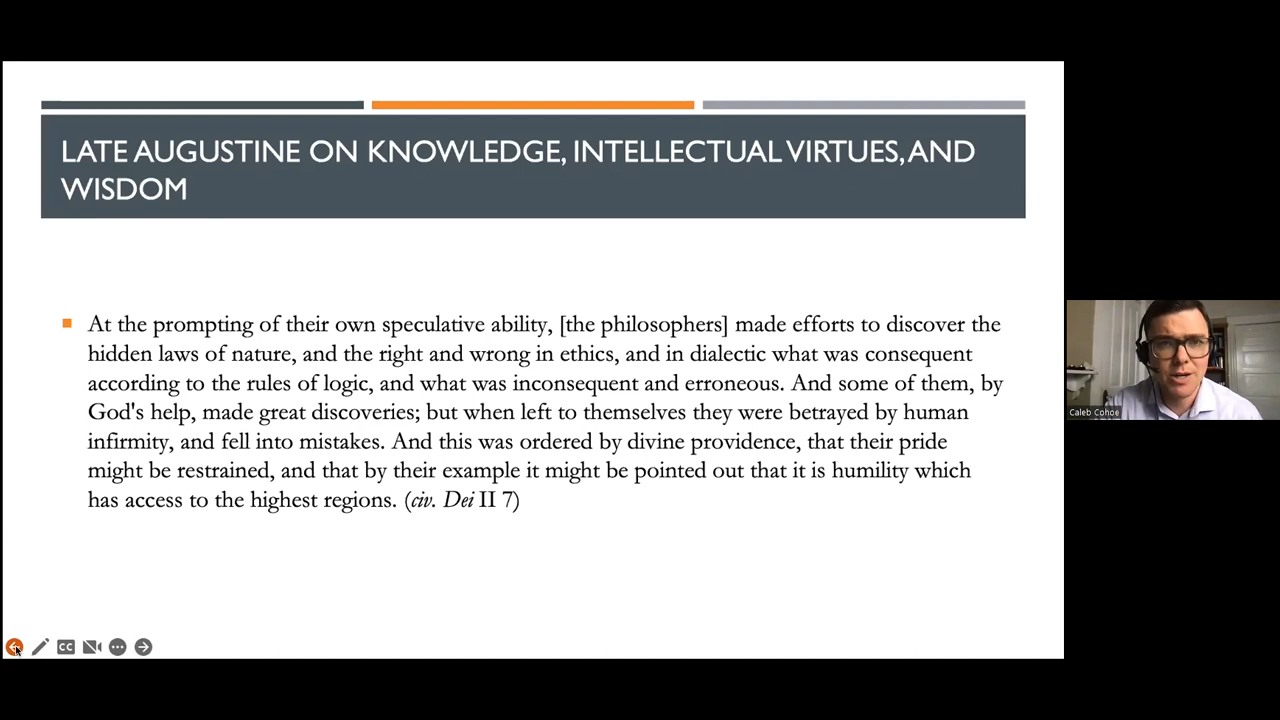 LATE AUGUSTINE ON KNOWLEDGE, INTELLECTUAL VIRTUES, AND
WISDOM
At the prompting of their own speculative ability, [the philosophers] made efforts to discover the
hidden laws of nature, and the right and wrong in ethics, and in dialectic what was consequent
according to the rules of logic, and what was inconsequent and erroneous. And some of them, by
God's help, made great discoveries; but when left to themselves they were betrayed by human
infirmity, and fell into mistakes. And this was ordered by divine providence, that their pride
might be restrained, and that by their example it might be pointed out that it is humility which
has access to the highest regions. (civ. Dei II 7)
CC
Caleb Cohoe